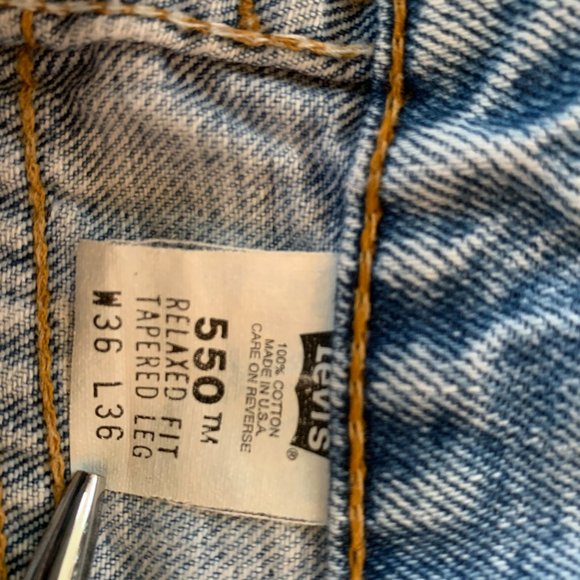 Levi's ®
100% COTTON
MADE IN U.S.A
CARE ON REVERSE
550™
RELAXED FIT
TAPERED LEG
W36 L36